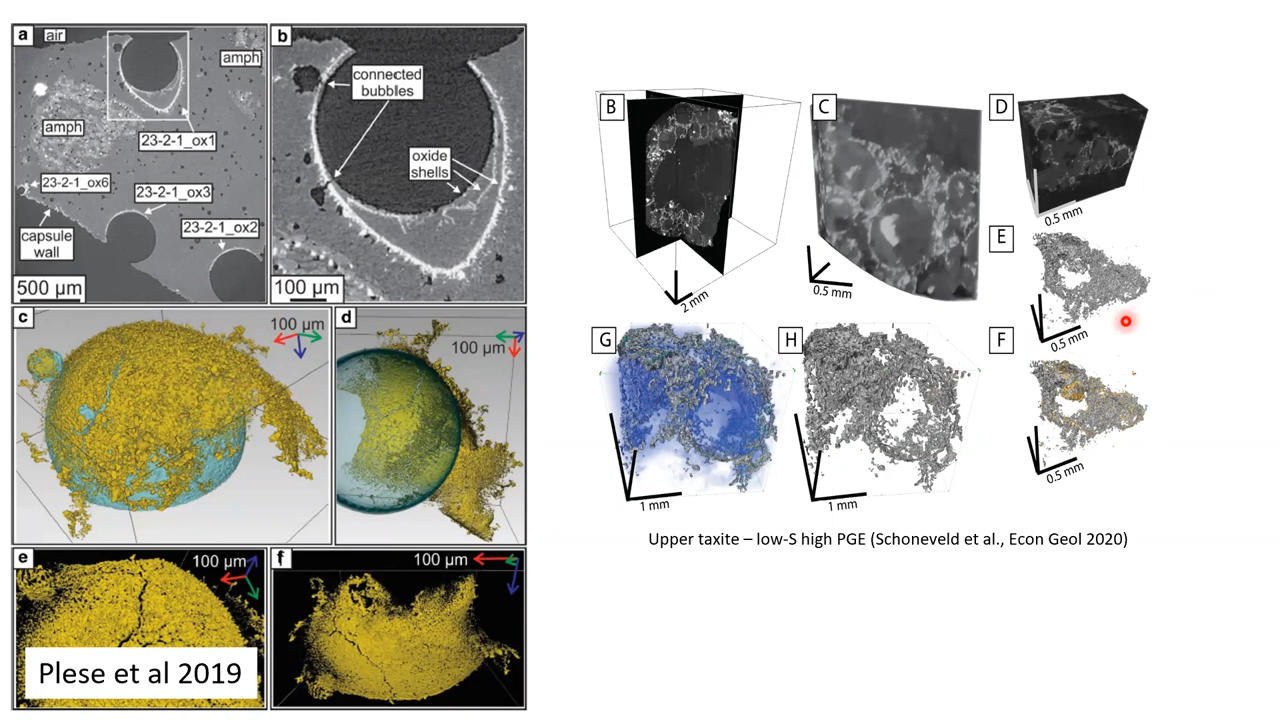 a
air
amph
amph
23-2-1_ox1
23-2-1_ox6
23-2-1_ox3
23-2-1_ox2
capsule
wall
500 µm
b
connected
bubbles
oxide
shells
100 µm
c
100 µm
d
100 µm
e
100 µm
Plese et al 2019
f
100 µm
B
2 mm
C
0.5 mm
D
0.5 mm
E
0.5 mm
F
0.5 mm
G
1 mm
H
1 mm
Upper taxite – low-S high PGE (Schoneveld et al., Econ Geol 2020)